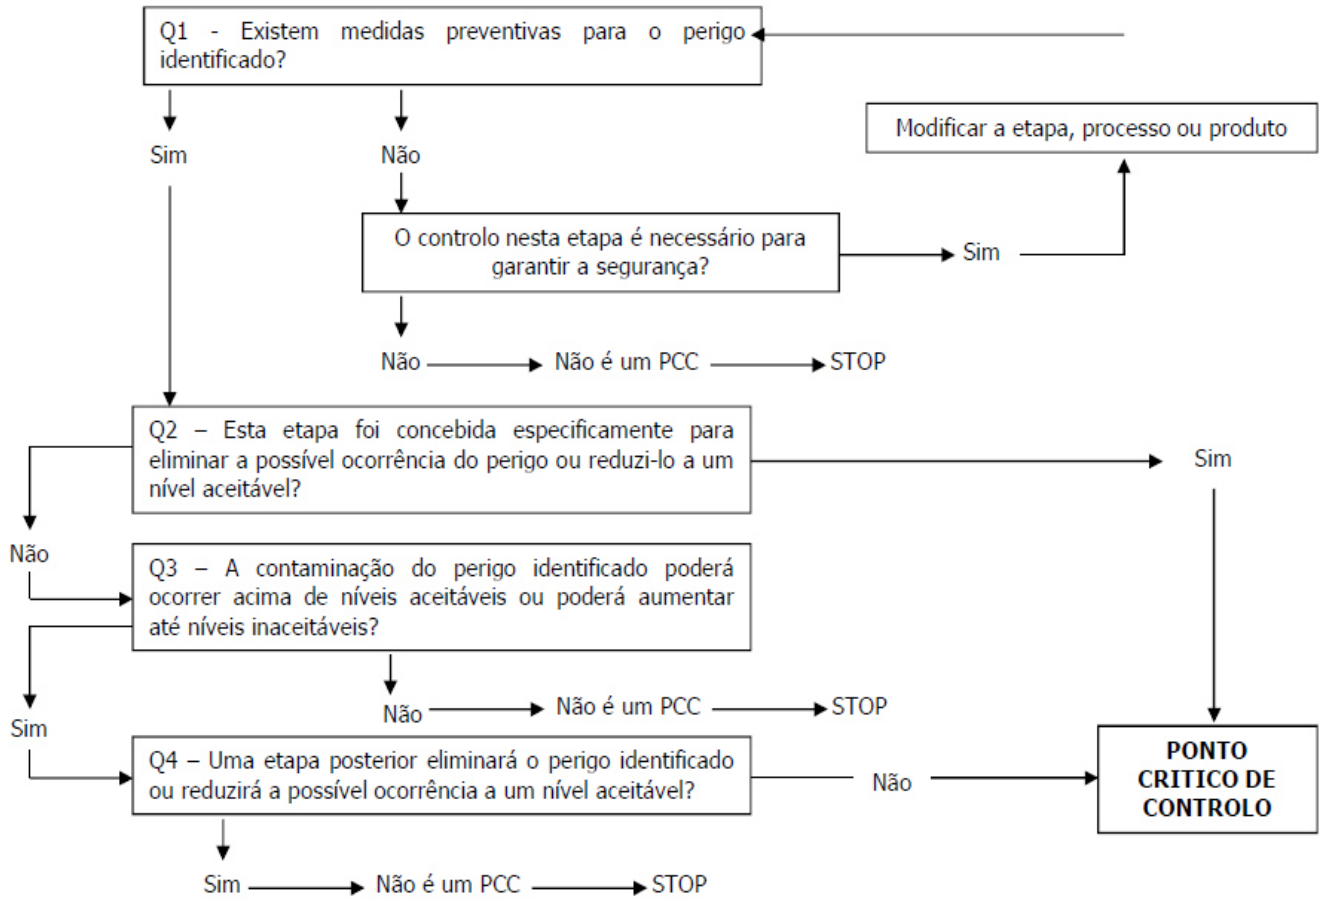 Q1 - Existem medidas preventivas para o perigo
identificado?
Modificar a etapa, processo ou produto
Sim
Não
O controlo nesta etapa é necessário para
garantir a segurança?
Sim
Não
Não é um PCC
STOP
Q2 – Esta etapa foi concebida especificamente para
eliminar a possível ocorrência do perigo ou reduzi-lo a um
nível aceitável?
Sim
Não
Q3 – A contaminação do perigo identificado poderá
ocorrer acima de níveis aceitáveis ou poderá aumentar
até níveis inaceitáveis?
Não
Não é um PCC
STOP
Sim
Q4 – Uma etapa posterior eliminará o perigo identificado
ou reduzirá a possível ocorrência a um nível aceitável?
Não
PONTO
CRITICO DE
CONTROLO
Sim
Não é um PCC
STOP